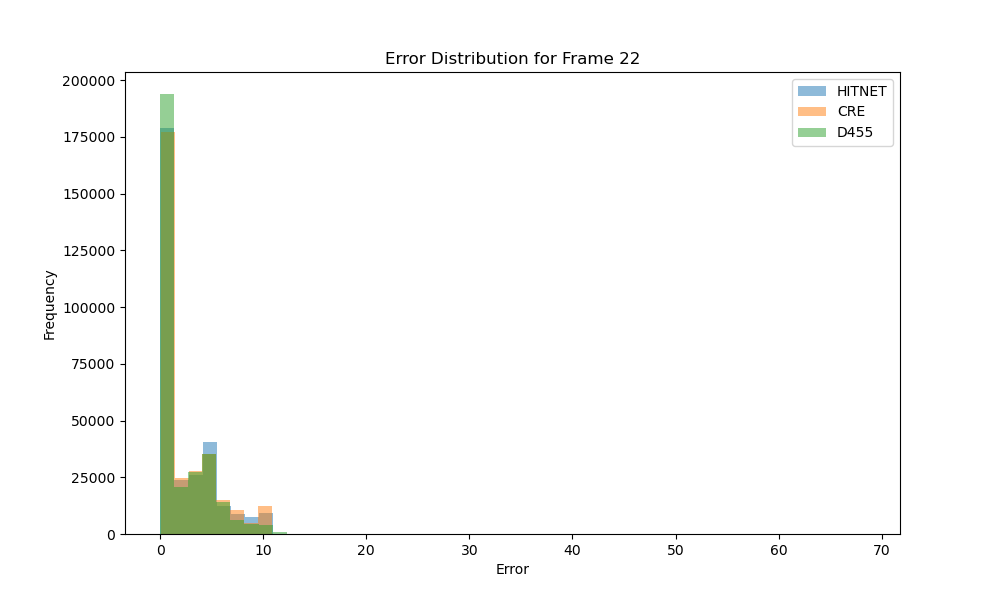 Error Distribution for Frame 22
HITNET
CRE
D455
200000
175000
150000
125000
100000
75000
50000
25000
0
Frequency
0 10 20 30 40 50 60 70
Error